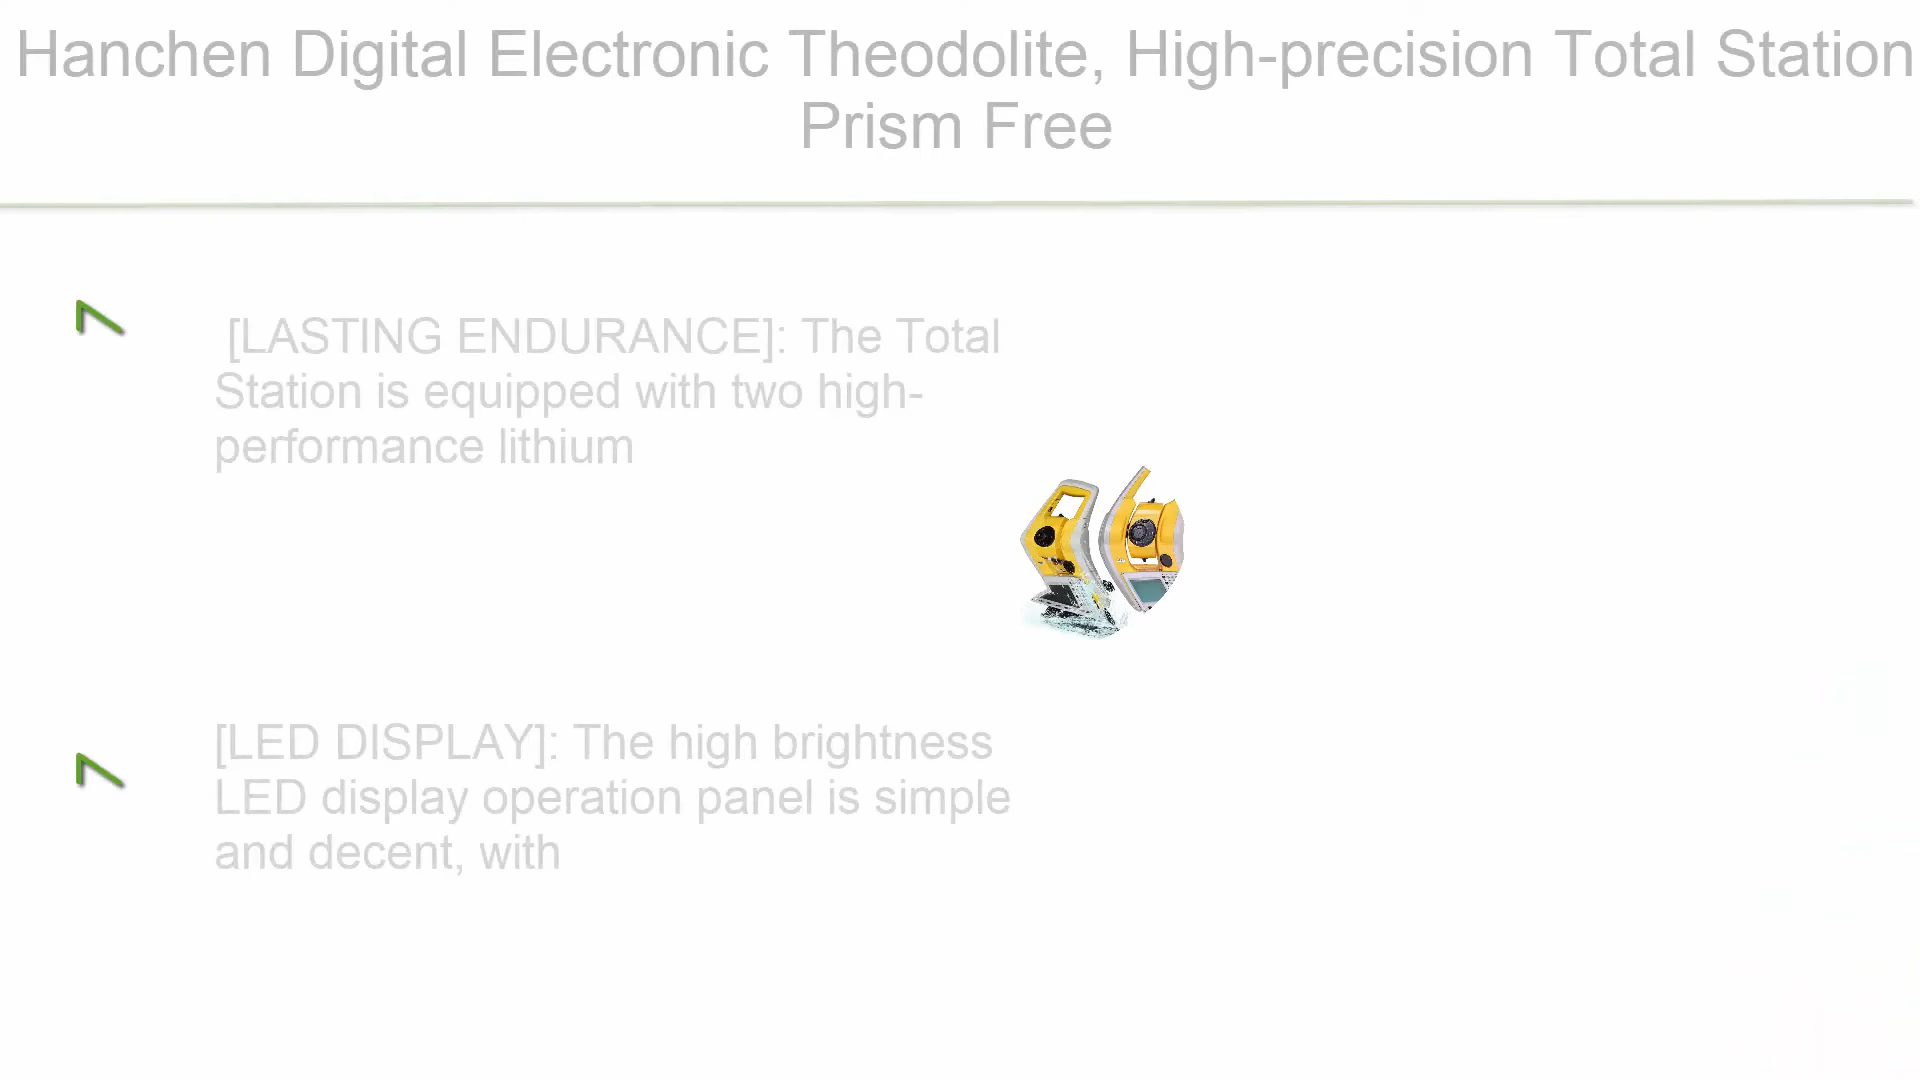 Hanchen Digital Electronic Theodolite, High-precision Total Station
Prism Free
[LASTING ENDURANCE]: The Total
Station is equipped with two high-
performance lithium
[LED DISPLAY]: The high brightness
LED display operation panel is simple
and decent, with